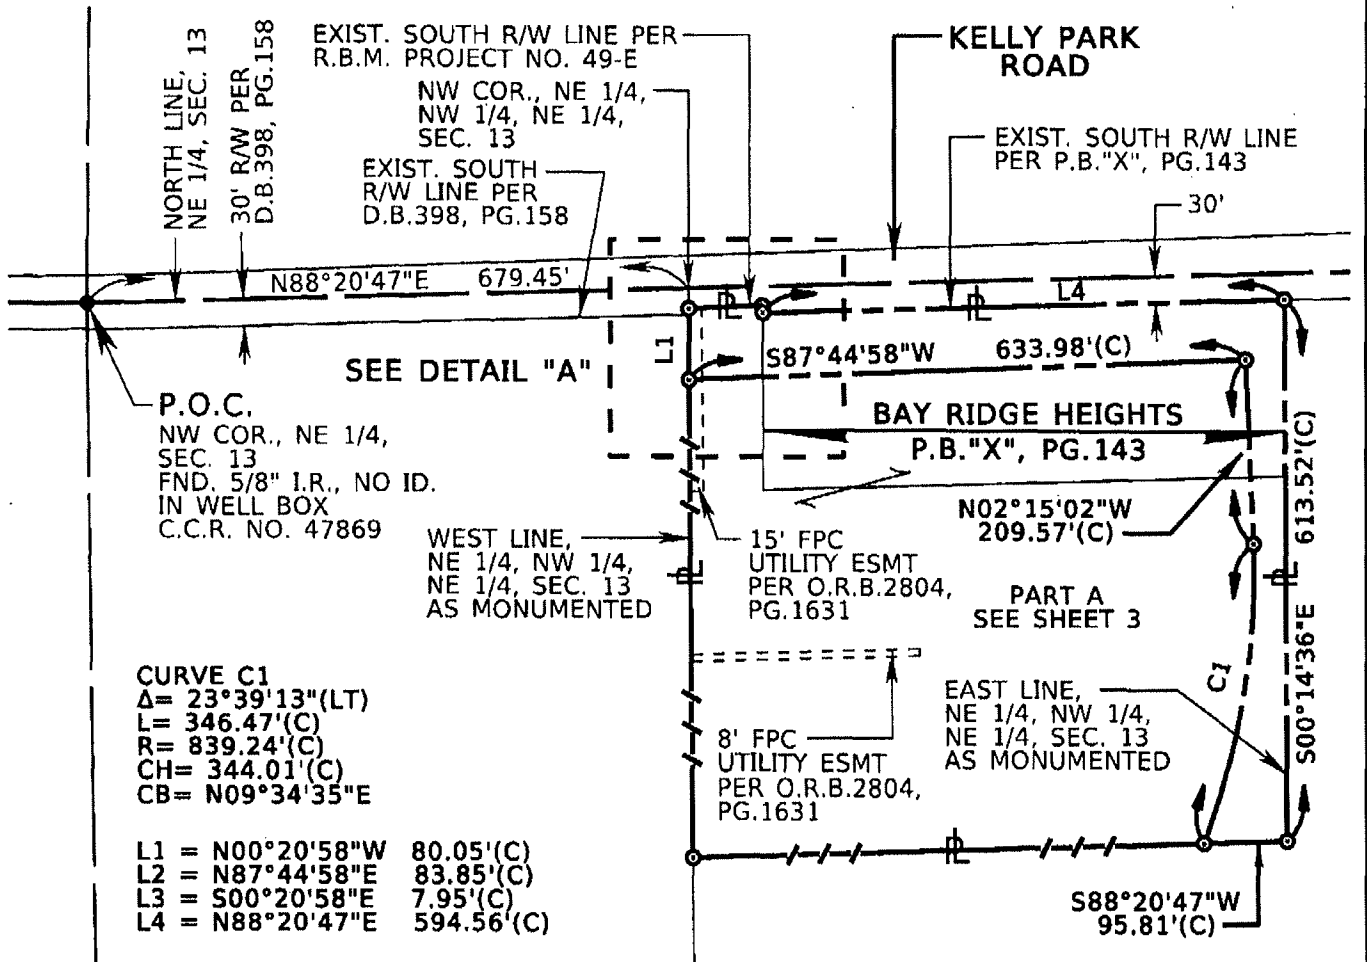 NORTH LINE,
NE 1/4, SEC. 13
30' R/W PER
D.B.398, PG.158
EXIST. SOUTH R/W LINE PER
R.B.M. PROJECT NO. 49-E
NW COR., NE 1/4,
NW 1/4, NE 1/4,
SEC. 13
EXIST. SOUTH
R/W LINE PER
D.B.398, PG.158
KELLY PARK
ROAD
EXIST. SOUTH R/W LINE
PER P.B."X", PG.143
30'
N88°20'47"E 679.45'
PL
PL
L4
L1
S87°44'58"W 633.98'(C)
SEE DETAIL "A"
P.O.C.
NW COR., NE 1/4,
SEC. 13
FND. 5/8" I.R., NO ID.
IN WELL BOX
C.C.R. NO. 47869
BAY RIDGE HEIGHTS
P.B."X", PG.143
N02°15'02"W
209.57'(C)
S00°14'36"E 613.52'(C)
WEST LINE,
NE 1/4, NW 1/4,
NE 1/4, SEC. 13
AS MONUMENTED
PL
15' FPC
UTILITY ESMT
PER O.R.B.2804,
PG.1631
PART A
SEE SHEET 3
PL
C1
CURVE C1
Δ= 23°39'13"(LT)
L= 346.47'(C)
R= 839.24'(C)
CH= 344.01'(C)
CB= N09°34'35"E
8' FPC
UTILITY ESMT
PER O.R.B.2804,
PG.1631
EAST LINE,
NE 1/4, NW 1/4,
NE 1/4, SEC. 13
AS MONUMENTED
L1 = N00°20'58"W 80.05'(C)
L2 = N87°44'58"E 83.85'(C)
L3 = S00°20'58"E 7.95'(C)
L4 = N88°20'47"E 594.56'(C)
PL
S88°20'47"W
95.81'(C)